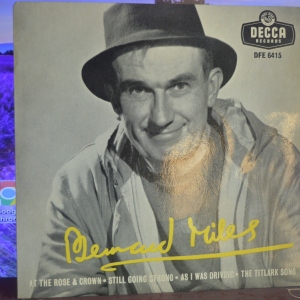 DECCA
RECORDS
DFE 6415
Bernard Miles
AT THE ROSE & CROWN • STILL GOING STRONG • AS I WAS DRIVING • THE TITLARK SONG